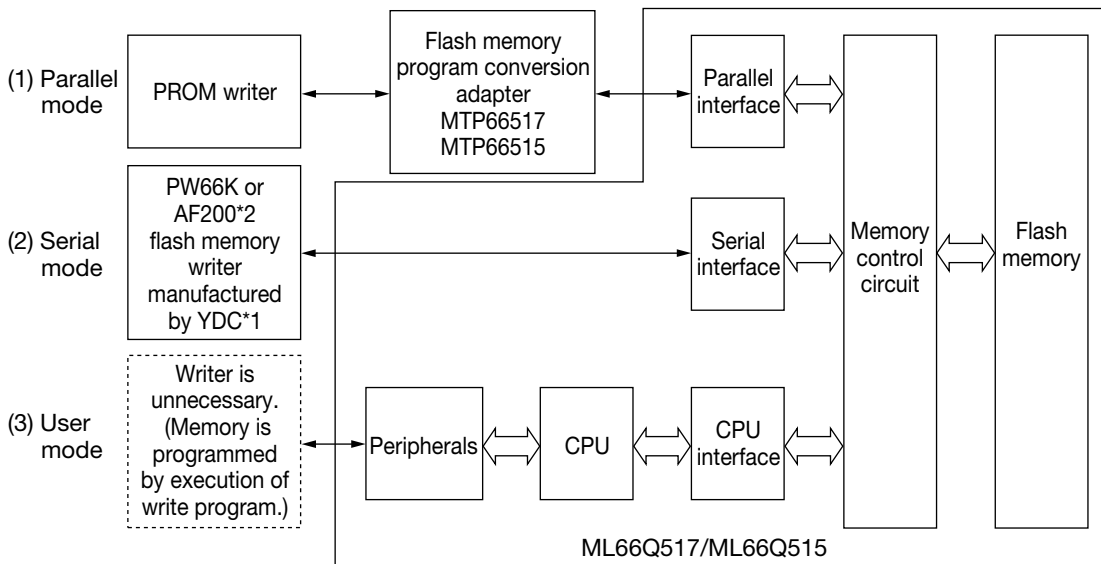 (1) Parallel
mode
PROM writer
Flash memory
program conversion
adapter
MTP66517
MTP66515
Parallel
interface
(2) Serial
mode
PW66K or
AF200*2
flash memory
writer
manufactured
by YDC*1
Serial
interface
Memory
control
circuit
Flash
memory
(3) User
mode
Writer is
unnecessary.
(Memory is
programmed
by execution of
write program.)
Peripherals
CPU
CPU
interface
ML66Q517/ML66Q515